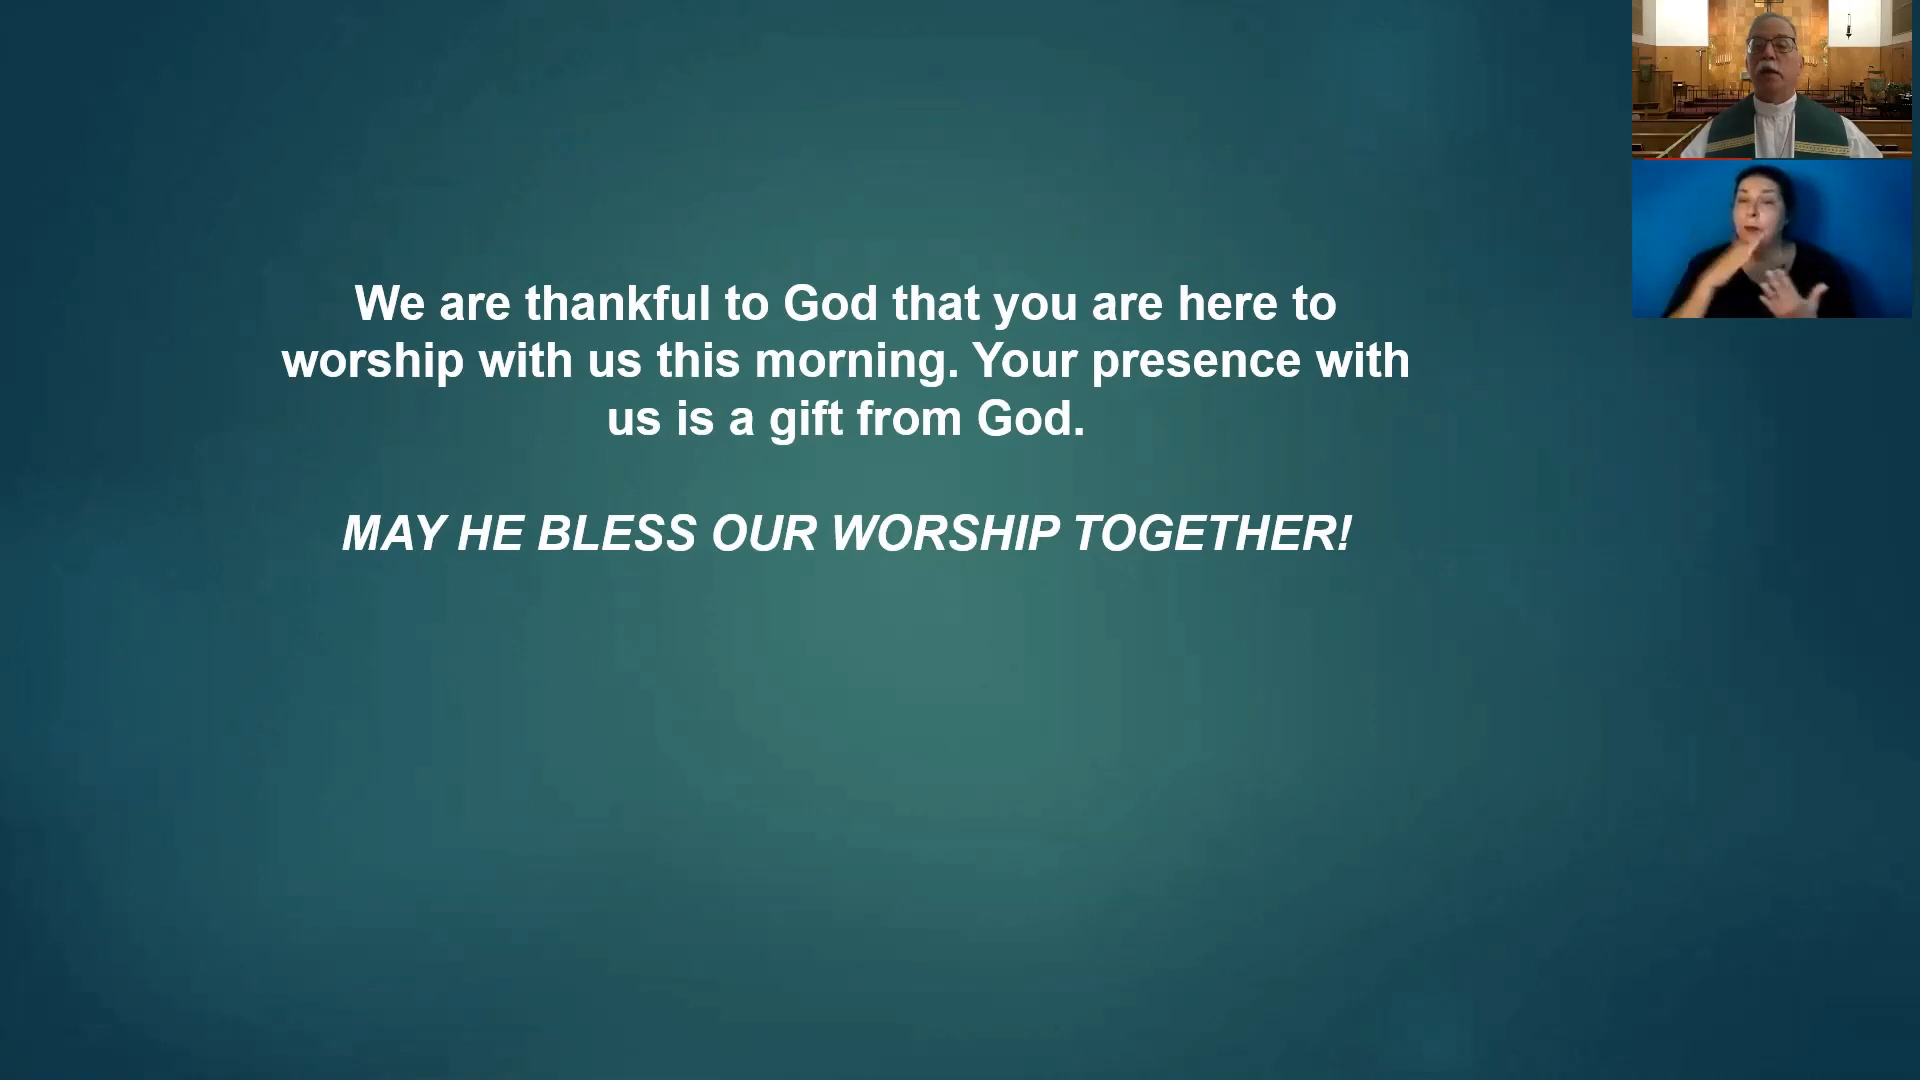 We are thankful to God that you are here to
worship with us this morning. Your presence with
us is a gift from God.
MAY HE BLESS OUR WORSHIP TOGETHER!